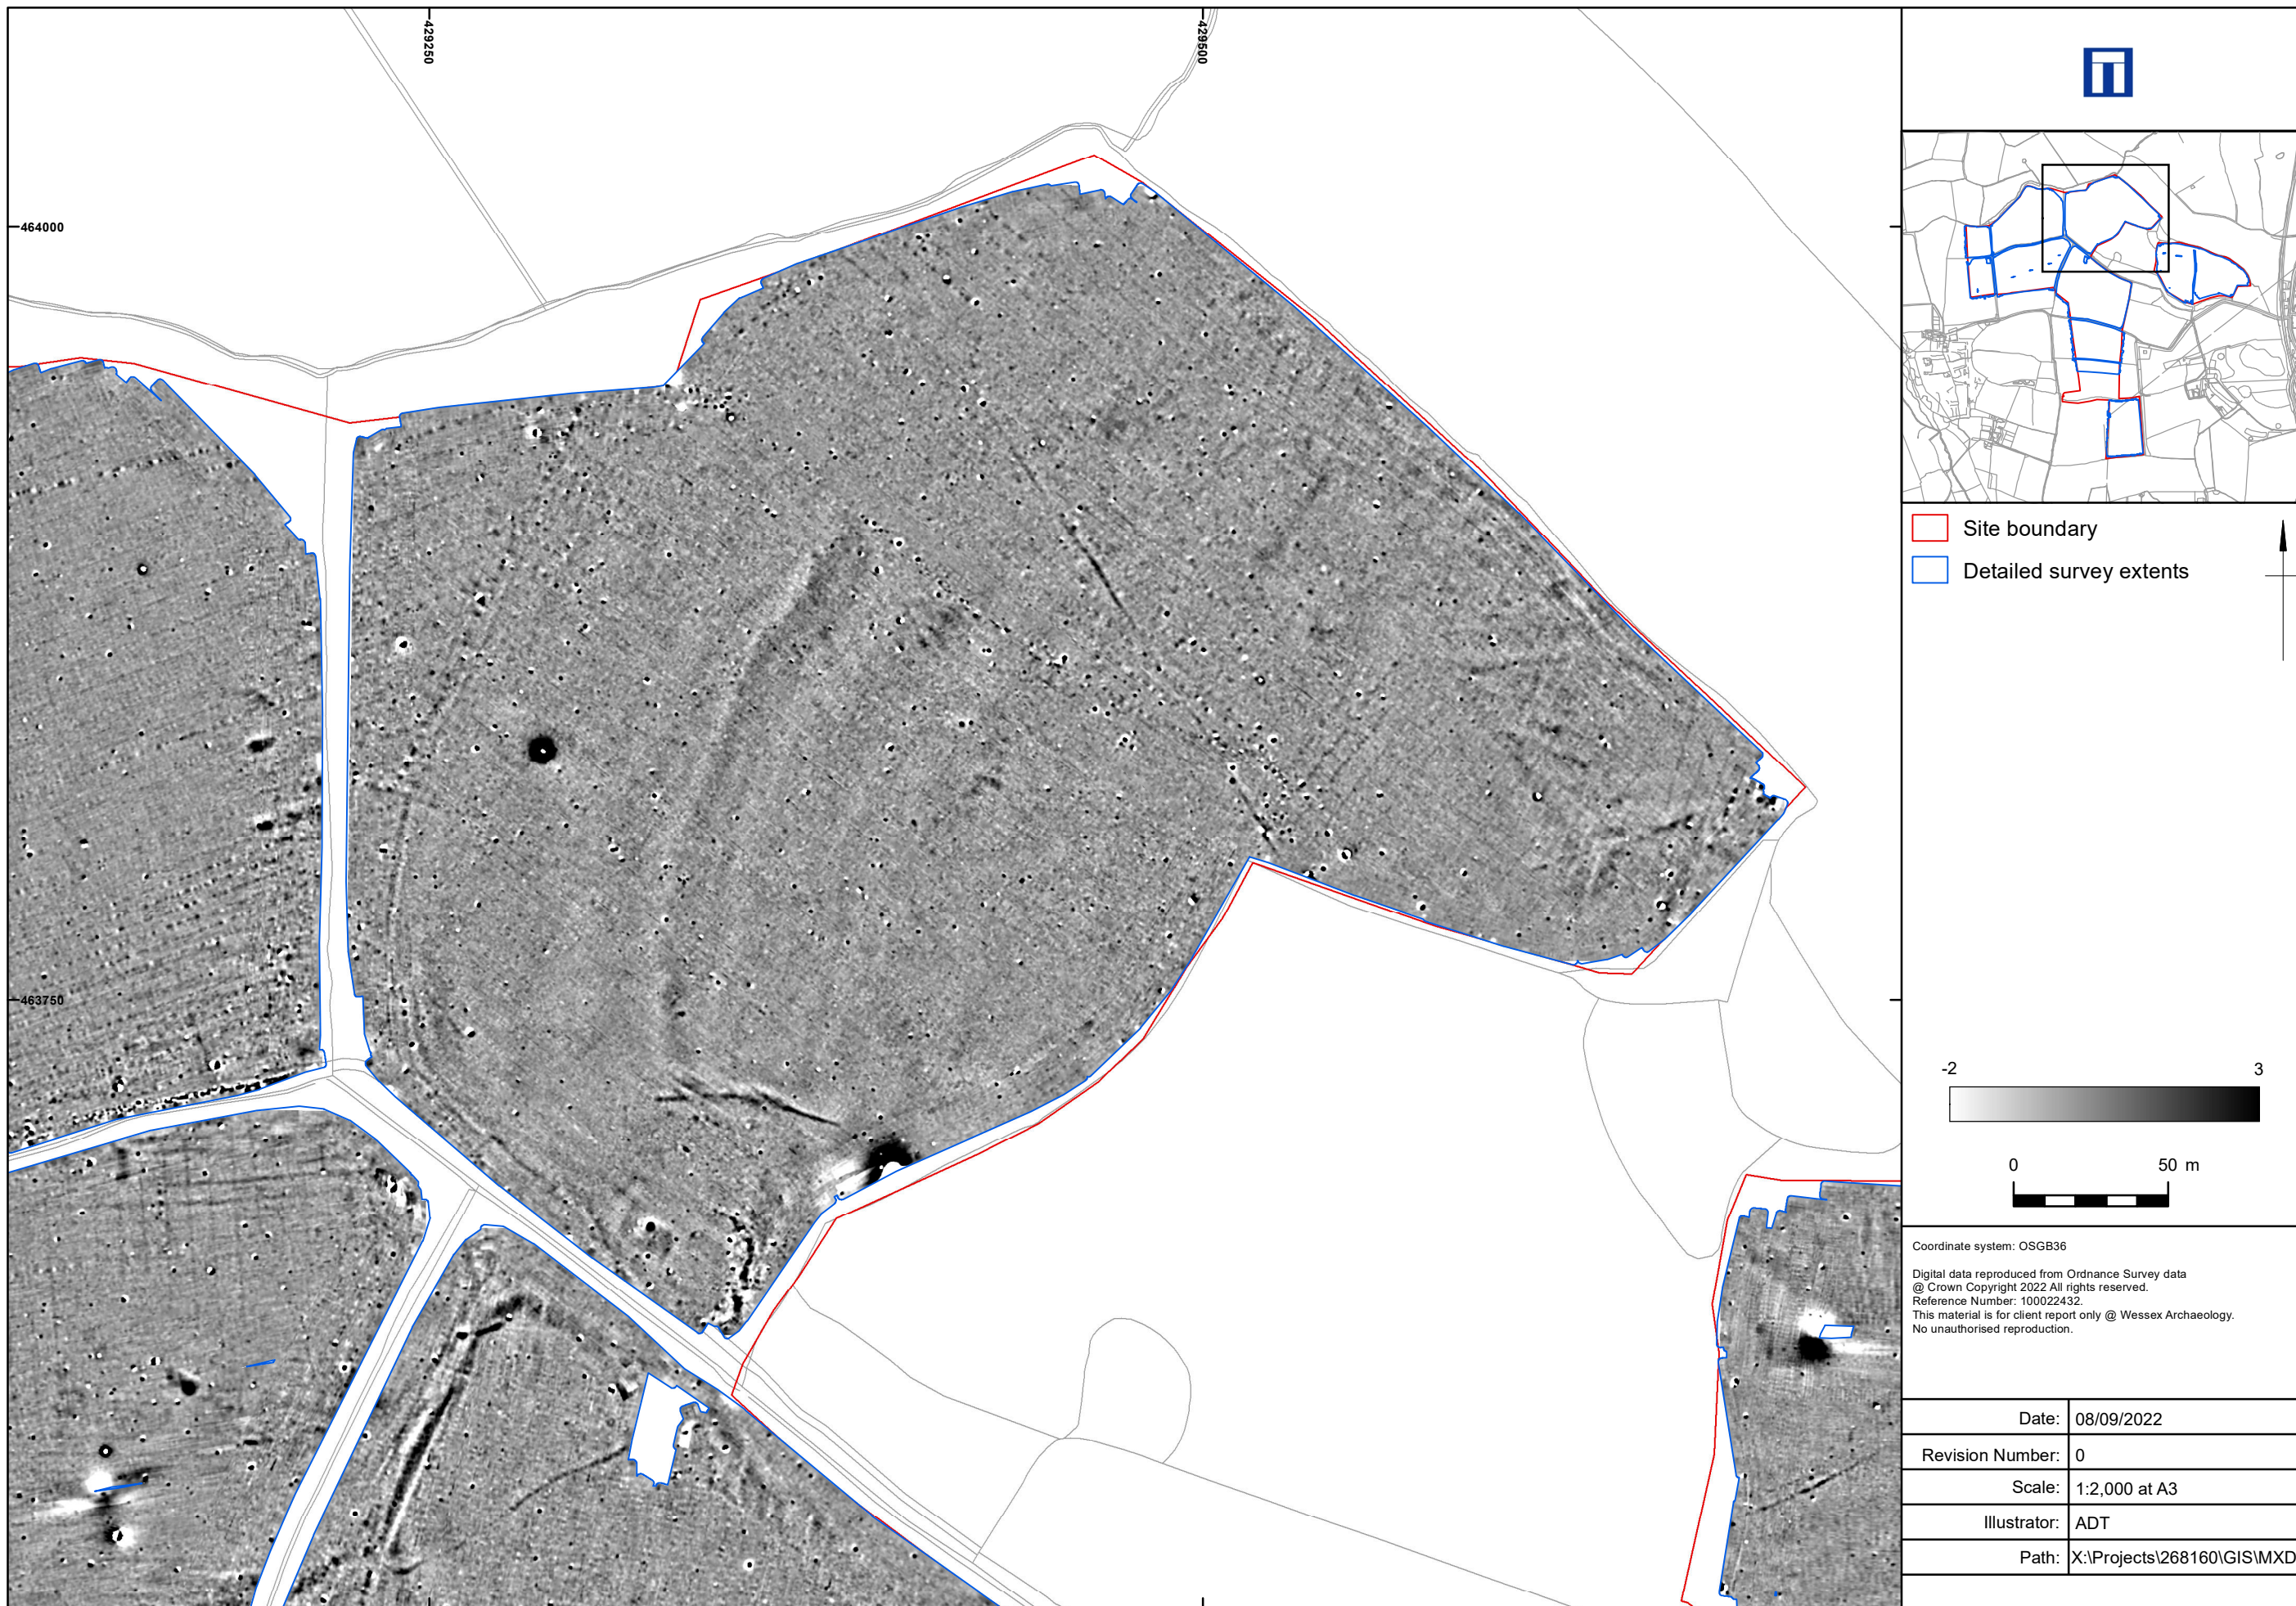 429250
429500
464000
463750
Site boundary
Detailed survey extents
-2
3
0
50 m
Coordinate system: OSGB36
Digital data reproduced from Ordnance Survey data
@ Crown Copyright 2022 All rights reserved.
Reference Number: 100022432.
This material is for client report only @ Wessex Archaeology.
No unauthorised reproduction.
Date: 08/09/2022
Revision Number: 0
Scale: 1:2,000 at A3
Illustrator: ADT
Path: X:\Projects\268160\GIS\MXD